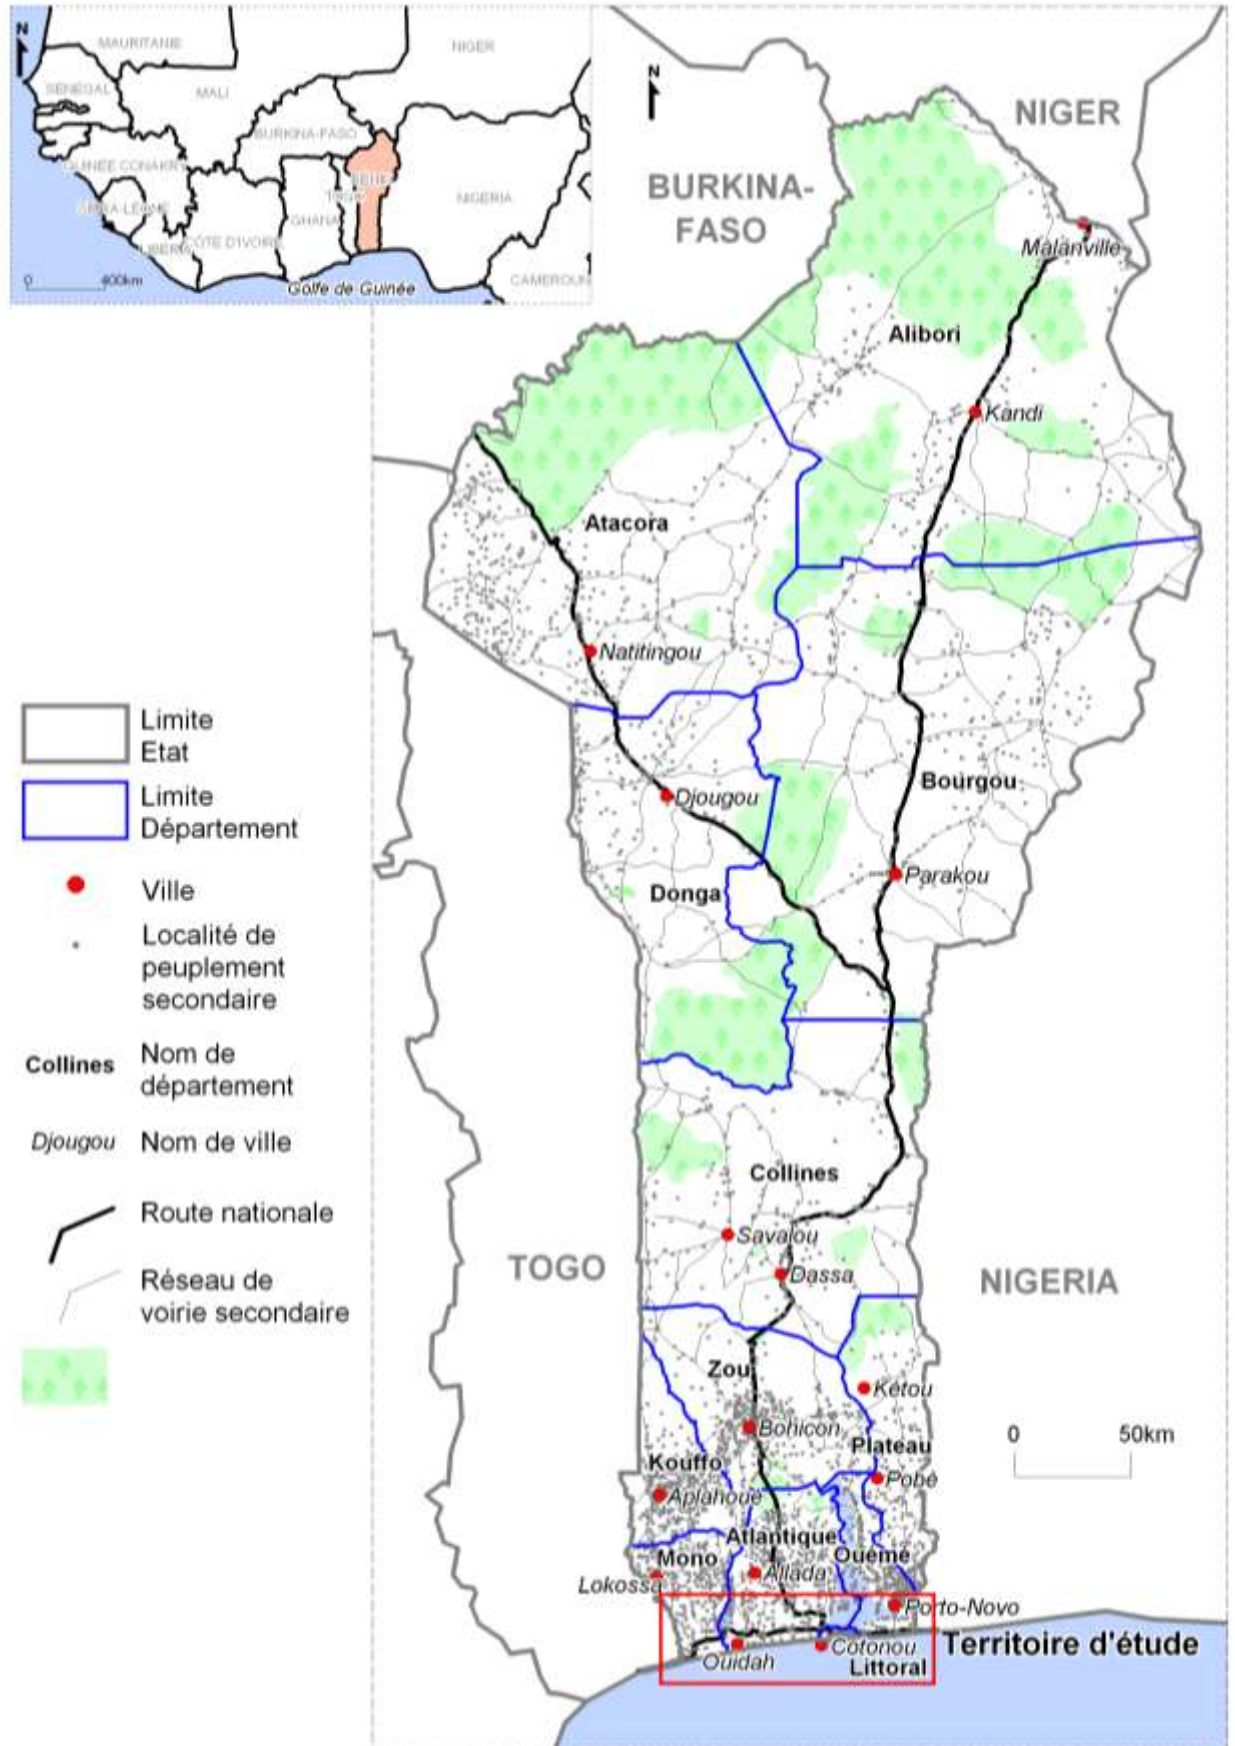 N
MAURITANIE
NIGER
SÉNÉGAL
MALI
BURKINA-FASO
GUINÉE CONAKRY
BENIN
TOGO
NIGERIA
GHANA
SIERRA-LEONE
LIBERIA
CÔTE D'IVOIRE
CAMEROUN
0
400km
Golfe de Guinée
N
NIGER
BURKINA-
FASO
Malanville
Alibori
Kandi
Atacora
Natitingou
Bourgou
Djougou
Parakou
Donga
Limite
Etat
Limite
Département
Ville
Localité de
peuplement
secondaire
Collines
Nom de
département
Djougou
Nom de ville
Route nationale
Réseau de
voirie secondaire
Collines
Savalou
Dassa
TOGO
NIGERIA
Zou
Kétou
Bohicon
Plateau
0
50km
Kouffo
Pobè
Aplahoué
Atlantique
Ouémé
Mono
Allada
Lokossa
Porto-Novo
Ouidah
Cotonou
Littoral
Territoire d'étude